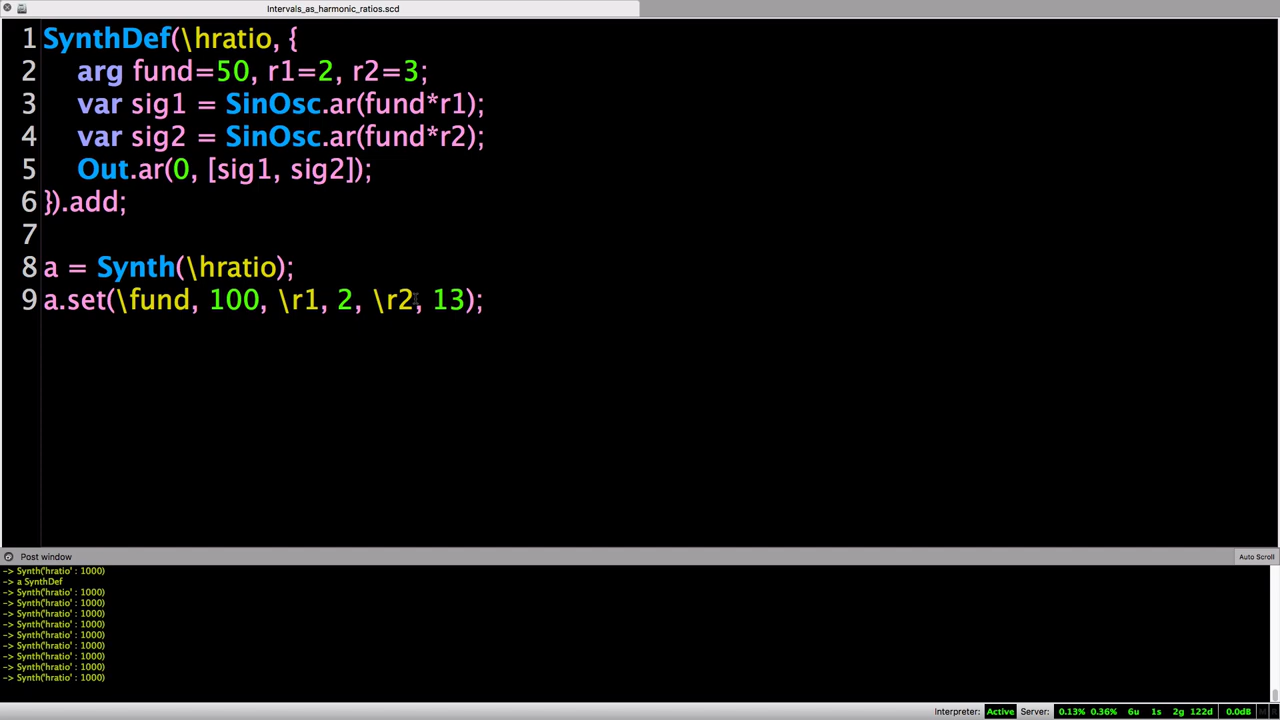 Intervals_as_harmonic_ratios.scd
1 SynthDef(\hratio, {
2 arg fund=50, r1=2, r2=3;
3 var sig1 = SinOsc.ar(fund*r1);
4 var sig2 = SinOsc.ar(fund*r2);
5 Out.ar(0, [sig1, sig2]);
6 }).add;
7
8 a = Synth(\hratio);
9 a.set(\fund, 100, \r1, 2, \r2, 13);
Post window Auto Scroll
-> Synth('hratio' : 1000)
-> a SynthDef
-> Synth('hratio' : 1000)
-> Synth('hratio' : 1000)
-> Synth('hratio' : 1000)
-> Synth('hratio' : 1000)
-> Synth('hratio' : 1000)
-> Synth('hratio' : 1000)
-> Synth('hratio' : 1000)
-> Synth('hratio' : 1000)
-> Synth('hratio' : 1000)
Interpreter: Active Server: 0.13% 0.36% 6u 1s 2g 122d 0.0dB M R